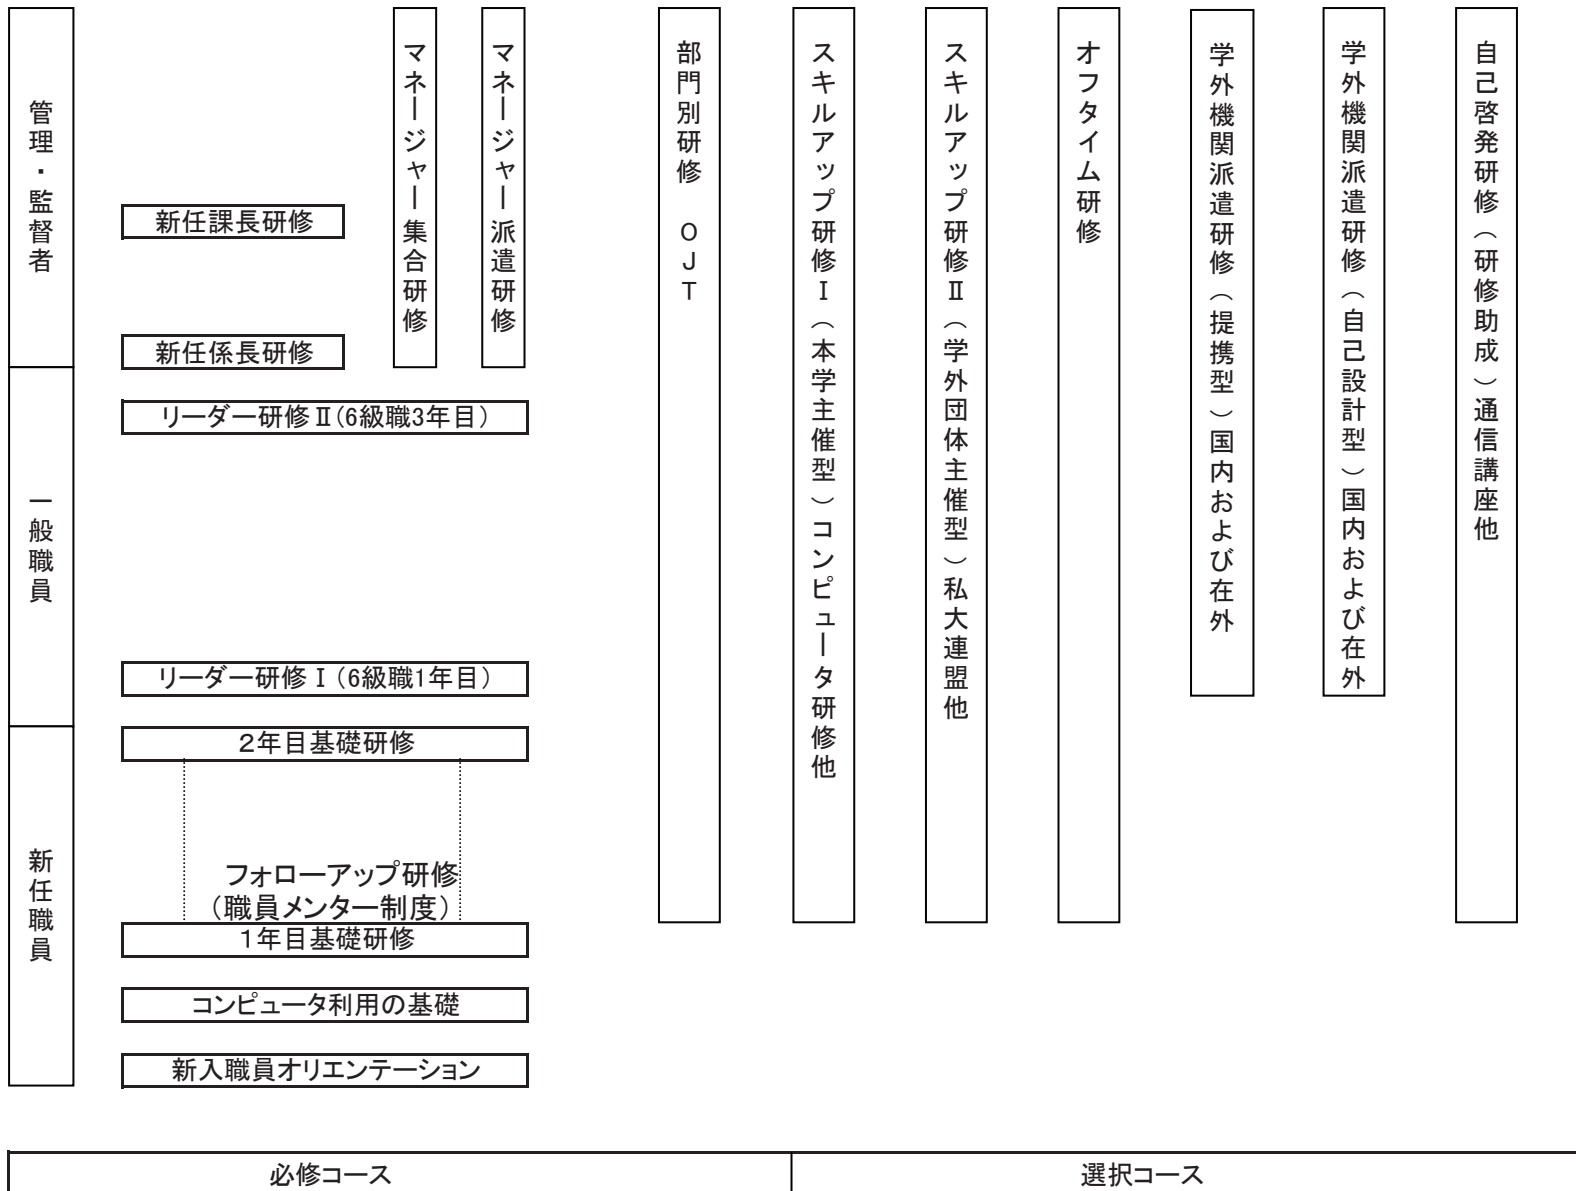 管理・監督者
一般職員
新任職員
新任課長研修
新任係長研修
リーダー研修Ⅱ(6級職3年目)
リーダー研修Ⅰ(6級職1年目)
2年目基礎研修
フォローアップ研修
(職員メンター制度)
1年目基礎研修
コンピュータ利用の基礎
新入職員オリエンテーション
マネージャー集合研修
マネージャー派遣研修
部門別研修 OJT
スキルアップ研修Ⅰ(本学主催型)コンピュータ研修他
スキルアップ研修Ⅱ(学外団体主催型)私大連盟他
オフタイム研修
学外機関派遣研修(提携型)国内および在外
学外機関派遣研修(自己設計型)国内および在外
自己啓発研修(研修助成)通信講座他
必修コース
選択コース